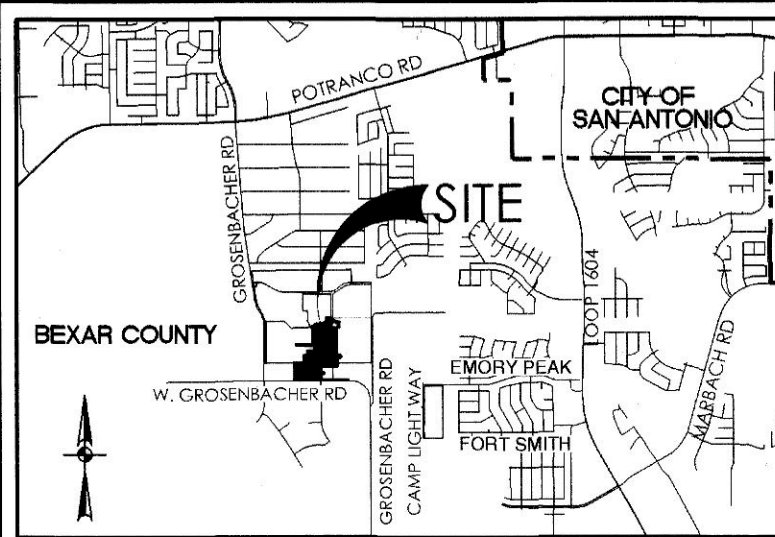 POTRANCO RD
CITY OF
SAN ANTONIO
GROSENBACHER RD
SITE
LOOP 1604
BEXAR COUNTY
MARBACH RD
EMORY PEAK
W. GROSENBACHER RD
GROSENBACHER RD
CAMP LIGHT WAY
FORT SMITH